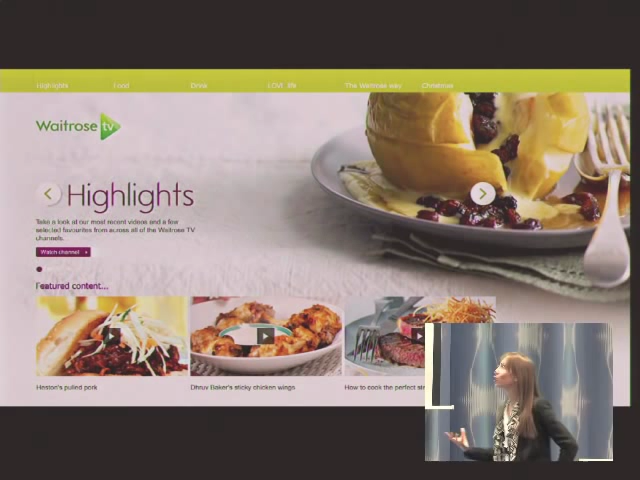 Highlights Food Drink LOVE life The Waitrose way Christmas
Waitrose tv
Highlights
Take a look at our most recent videos and a few
selected favourites from across all of the Waitrose TV
channels.
Watch channel
Featured content...
Heston's pulled pork Dhruv Baker's sticky chicken wings How to cook the perfect